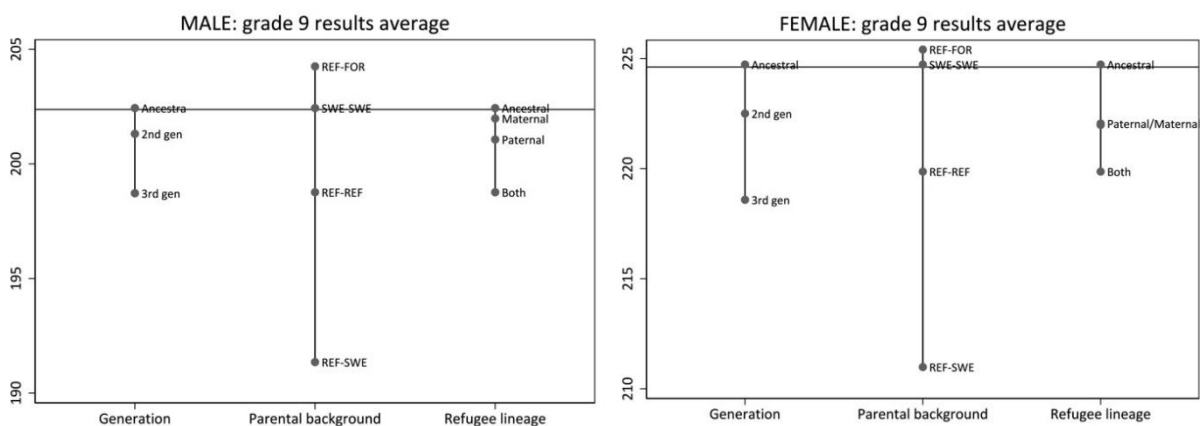 MALE: grade 9 results average
205
200
195
190
Ancestra
2nd gen
3rd gen
REF-FOR
SWE-SWE
REF-REF
REF-SWE
Ancestral
Maternal
Paternal
Both
Generation
Parental background
Refugee lineage
FEMALE: grade 9 results average
225
220
215
210
Ancestral
2nd gen
3rd gen
REF-FOR
SWE-SWE
REF-REF
REF-SWE
Ancestral
Paternal/Maternal
Both
Generation
Parental background
Refugee lineage